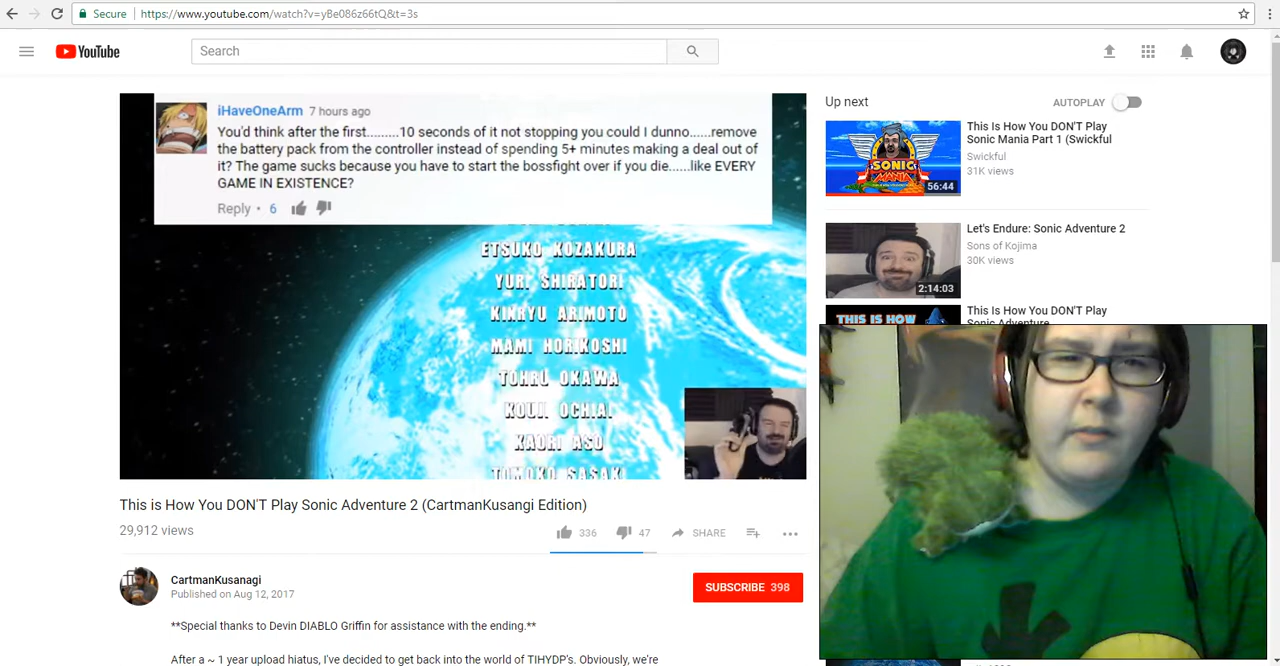 Secure https://www.youtube.com/watch?v=yBe086z66tQ&t=3s
YouTube
Search
iHaveOneArm 7 hours ago
You'd think after the first.........10 seconds of it not stopping you could I dunno......remove
the battery pack from the controller instead of spending 5+ minutes making a deal out of
it? The game sucks because you have to start the bossfight over if you die......like EVERY
GAME IN EXISTENCE?
Reply • 6
ETSUKO KOZAKURA
YURI SHIRATORI
KINRYU ARIMOTO
MAMI HORIKOSHI
TOHRU OKAWA
KOUJI OCHIAI
KAORI ASO
TOMOKO SASAK
This is How You DON'T Play Sonic Adventure 2 (CartmanKusangi Edition)
29,912 views
336
47
SHARE
CartmanKusanagi
Published on Aug 12, 2017
SUBSCRIBE 398
**Special thanks to Devin DIABLO Griffin for assistance with the ending.**
After a ~ 1 year upload hiatus, I've decided to get back into the world of TIHYDP's. Obviously, we're
Up next
AUTOPLAY
SONIC
MANIA
56:44
This Is How You DON'T Play
Sonic Mania Part 1 (Swickful
Swickful
31K views
2:14:03
Let's Endure: Sonic Adventure 2
Sons of Kojima
30K views
THIS IS HOW
This Is How You DON'T Play
Sonic Adventure